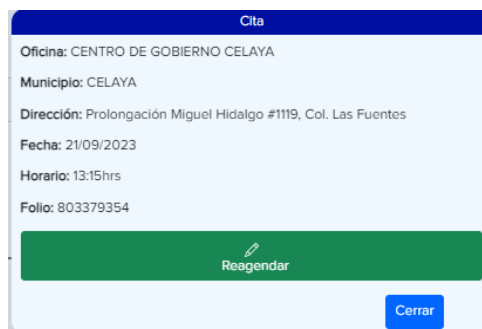 Cita
Oficina: CENTRO DE GOBIERNO CELAYA
Municipio: CELAYA
Dirección: Prolongación Miguel Hidalgo #1119, Col. Las Fuentes
Fecha: 21/09/2023
Horario: 13:15hrs
Folio: 803379354
Reagendar
Cerrar